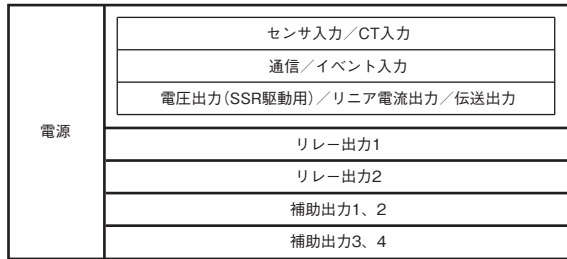 電源
センサ入力／CT入力
通信／イベント入力
電圧出力（SSR駆動用）／リニア電流出力／伝送出力
リレー出力1
リレー出力2
補助出力1、2
補助出力3、4